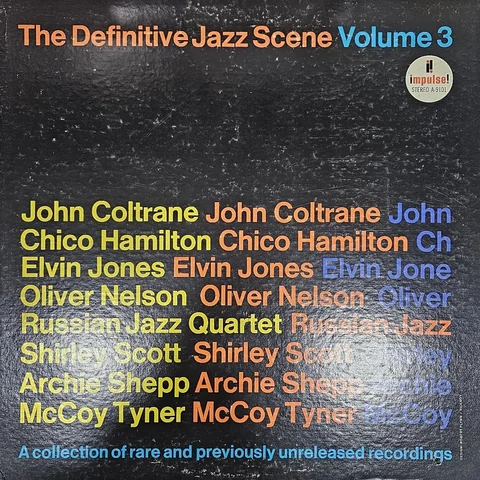 The Definitive Jazz Scene Volume 3
impulse!
STEREO A-9101
John Coltrane John Coltrane John
Chico Hamilton Chico Hamilton Ch
Elvin Jones Elvin Jones Elvin Jone
Oliver Nelson Oliver Nelson Oliver
Russian Jazz Quartet Russian Jazz
Shirley Scott Shirley Scott Shirley
Archie Shepp Archie Shepp Archie
McCoy Tyner McCoy Tyner McCoy
A collection of rare and previously unreleased recordings